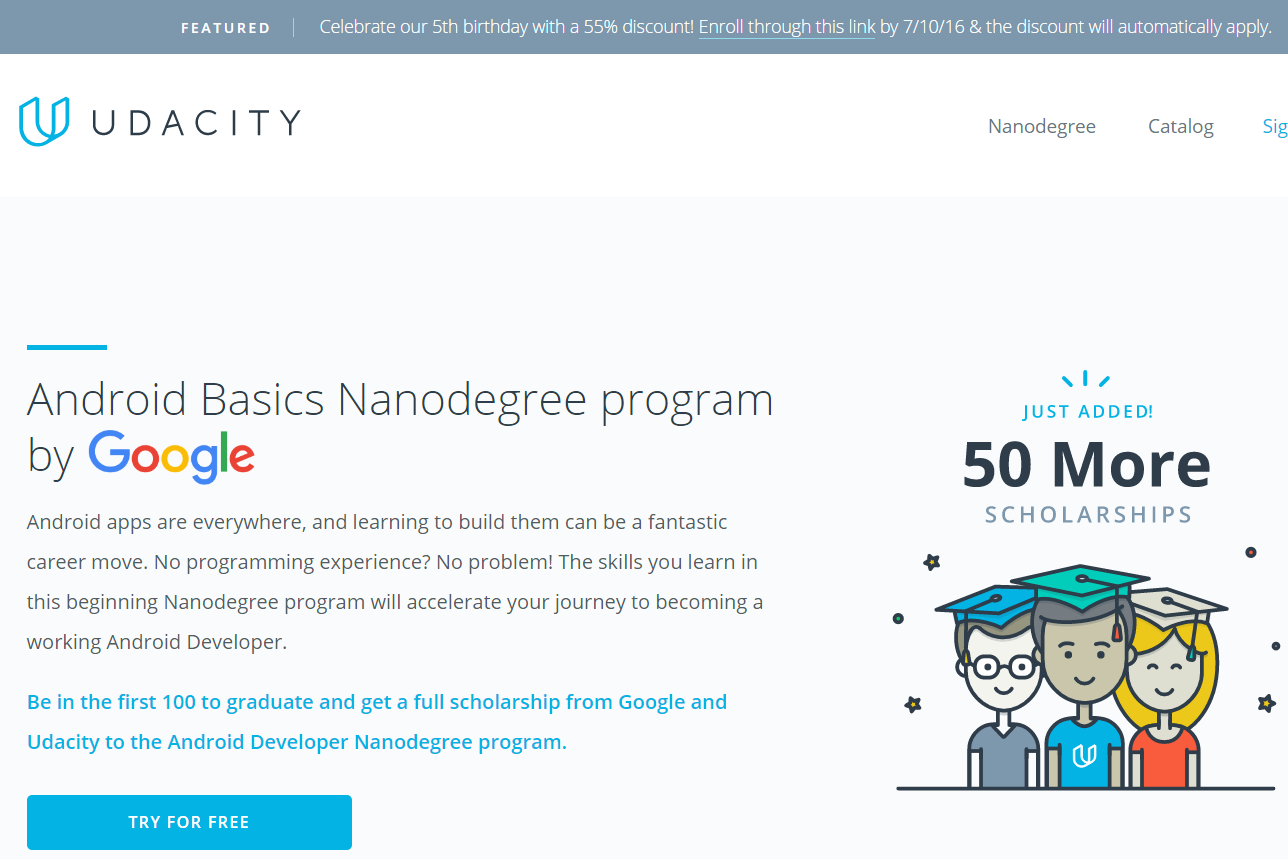 FEATURED Celebrate our 5th birthday with a 55% discount! Enroll through this link by 7/10/16 & the discount will automatically apply.
UDACITY
Nanodegree Catalog Sig
Android Basics Nanodegree program
by Google
Android apps are everywhere, and learning to build them can be a fantastic
career move. No programming experience? No problem! The skills you learn in
this beginning Nanodegree program will accelerate your journey to becoming a
working Android Developer.
Be in the first 100 to graduate and get a full scholarship from Google and
Udacity to the Android Developer Nanodegree program.
TRY FOR FREE
JUST ADDED!
50 More
SCHOLARSHIPS